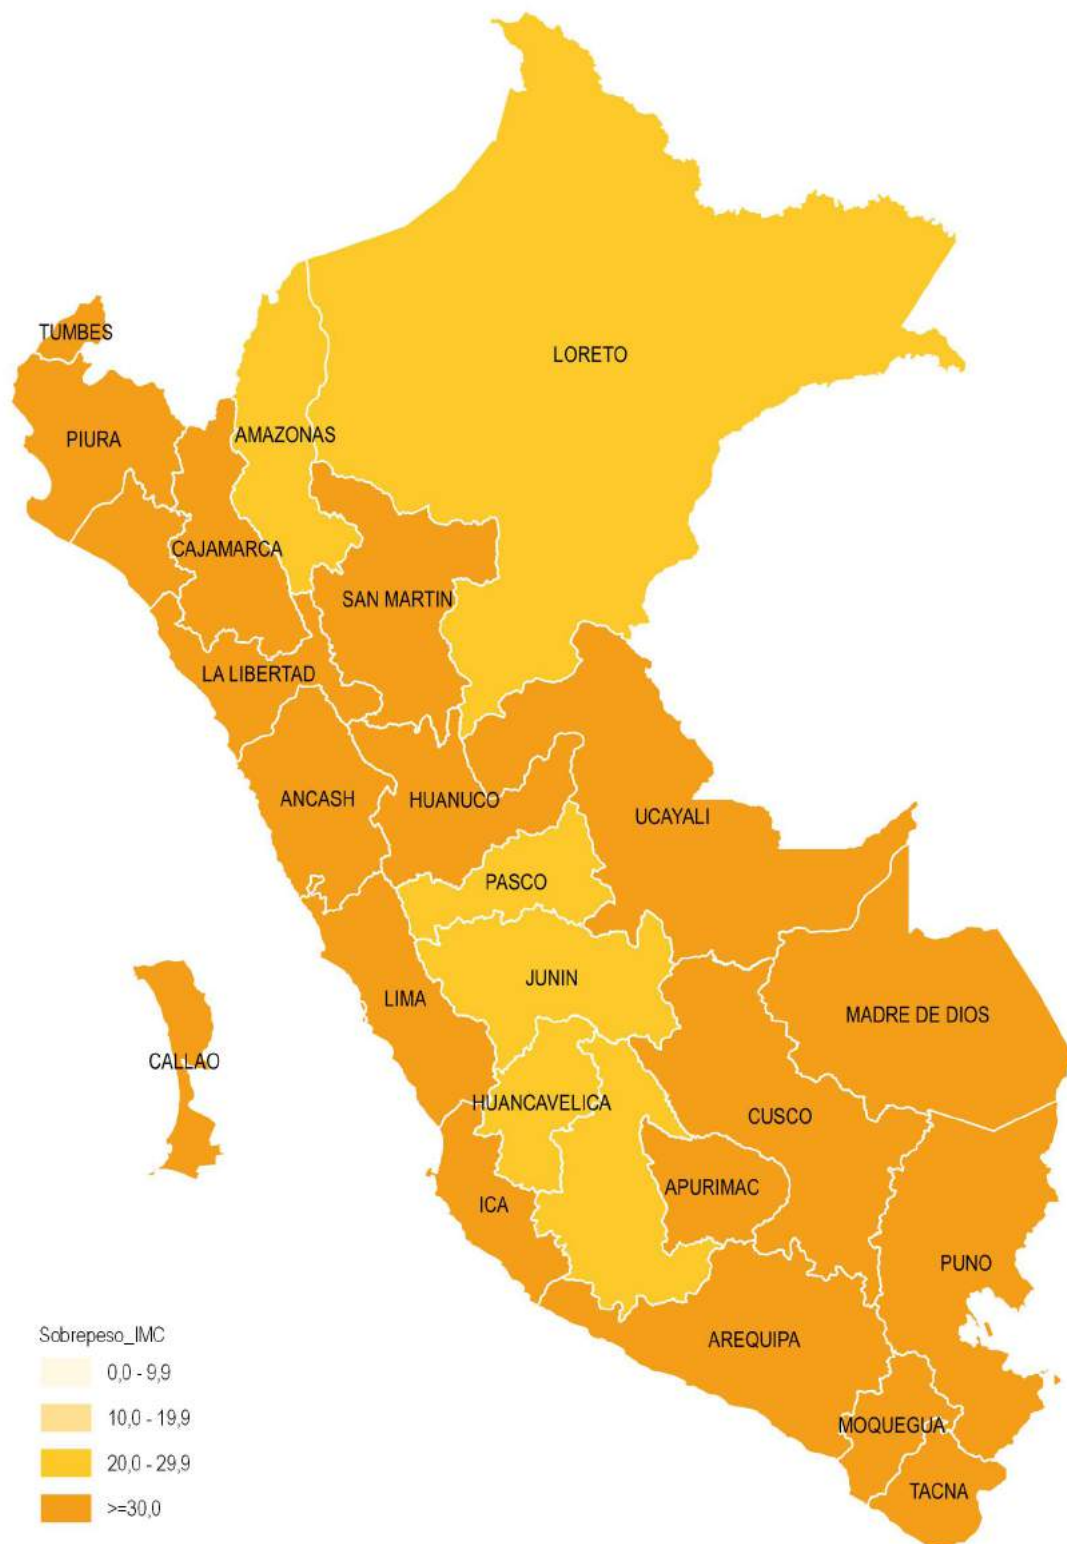 TUMBES
LORETO
PIURA
AMAZONAS
CAJAMARCA
SAN MARTIN
LA LIBERTAD
ANCASH
HUANUCO
UCAYALI
PASCO
JUNIN
LIMA
MADRE DE DIOS
CALLAO
HUANCAVELICA
CUSCO
APURIMAC
ICA
PUNO
AREQUIPA
MOQUEGUA
TACNA
Sobrepeso_IMC
0,0 - 9,9
10,0 - 19,9
20,0 - 29,9
>=30,0